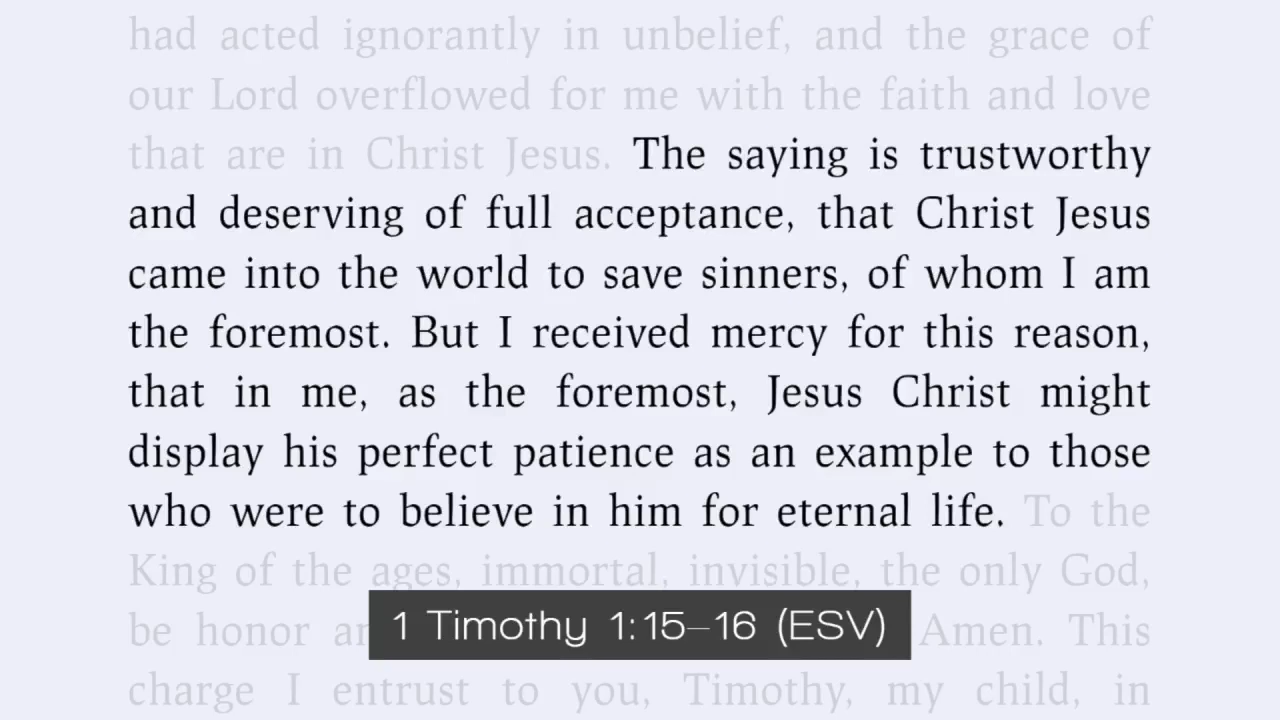 had acted ignorantly in unbelief, and the grace of
our Lord overflowed for me with the faith and love
that are in Christ Jesus. The saying is trustworthy
and deserving of full acceptance, that Christ Jesus
came into the world to save sinners, of whom I am
the foremost. But I received mercy for this reason,
that in me, as the foremost, Jesus Christ might
display his perfect patience as an example to those
who were to believe in him for eternal life. To the
King of the ages, immortal, invisible, the only God,
be honor Amen. This
1 Timothy 1:15–16 (ESV)
charge I entrust to you, Timothy, my child, in